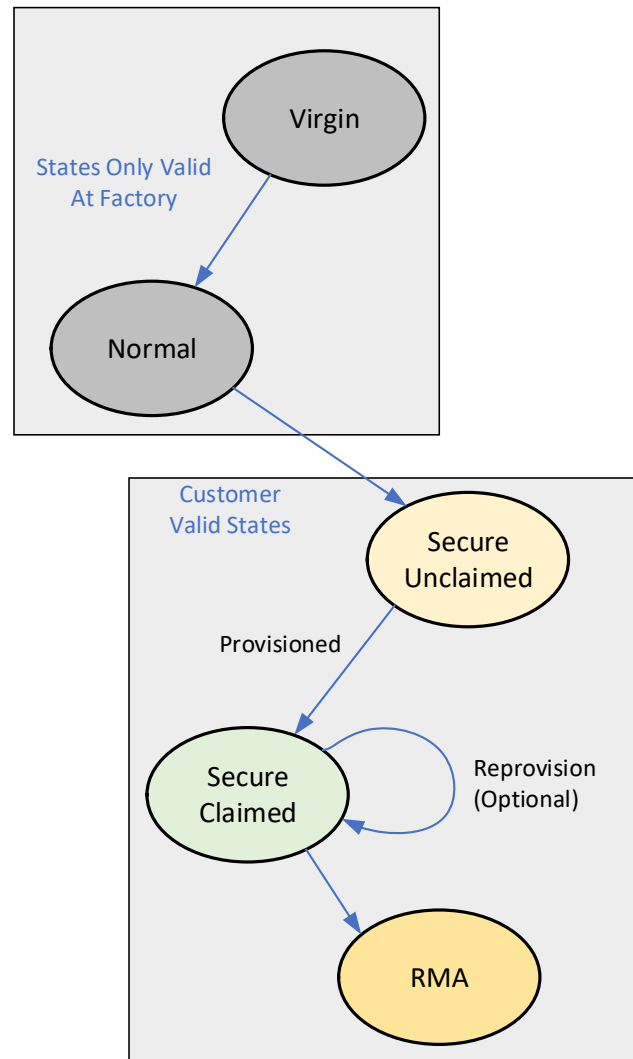 Virgin
States Only Valid
At Factory
Normal
Customer
Valid States
Secure
Unclaimed
Provisioned
Secure
Claimed
Reprovision
(Optional)
RMA